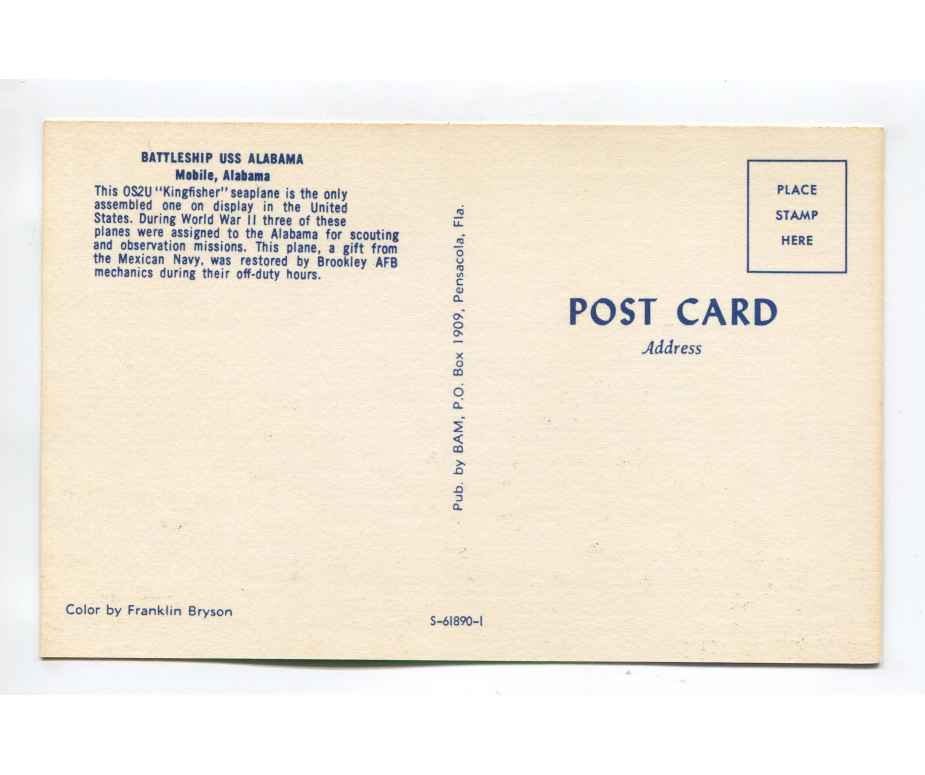 BATTLESHIP USS ALABAMA
Mobile, Alabama
This OS2U "Kingfisher" seaplane is the only
assembled one on display in the United
States. During World War II three of these
planes were assigned to the Alabama for scouting
and observation missions. This plane, a gift from
the Mexican Navy, was restored by Brookley AFB
mechanics during their off-duty hours.
Color by Franklin Bryson
Pub. by BAM, P.O. Box 1909, Pensacola, Fla.
S-61890-1
PLACE
STAMP
HERE
POST CARD
Address